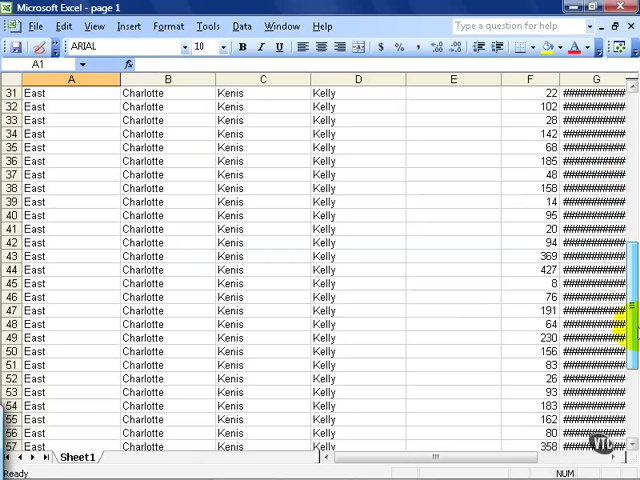 Microsoft Excel - page 1
File Edit View Insert Format Tools Data Window Help Type a question for help
ARIAL 10 B I U $ %
A1 fx
A B C D E F G
31 East Charlotte Kenis Kelly 22 ##########
32 East Charlotte Kenis Kelly 102 ##########
33 East Charlotte Kenis Kelly 28 ##########
34 East Charlotte Kenis Kelly 142 ##########
35 East Charlotte Kenis Kelly 68 ##########
36 East Charlotte Kenis Kelly 185 ##########
37 East Charlotte Kenis Kelly 48 ##########
38 East Charlotte Kenis Kelly 158 ##########
39 East Charlotte Kenis Kelly 14 ##########
40 East Charlotte Kenis Kelly 95 ##########
41 East Charlotte Kenis Kelly 20 ##########
42 East Charlotte Kenis Kelly 94 ##########
43 East Charlotte Kenis Kelly 369 ##########
44 East Charlotte Kenis Kelly 427 ##########
45 East Charlotte Kenis Kelly 8 ##########
46 East Charlotte Kenis Kelly 76 ##########
47 East Charlotte Kenis Kelly 191 ##########
48 East Charlotte Kenis Kelly 64 ##########
49 East Charlotte Kenis Kelly 230 ##########
50 East Charlotte Kenis Kelly 156 ##########
51 East Charlotte Kenis Kelly 83 ##########
52 East Charlotte Kenis Kelly 26 ##########
53 East Charlotte Kenis Kelly 93 ##########
54 East Charlotte Kenis Kelly 183 ##########
55 East Charlotte Kenis Kelly 162 ##########
56 East Charlotte Kenis Kelly 80 ##########
57 East Charlotte Kenis Kelly 358 ##########
Sheet1
Ready NUM